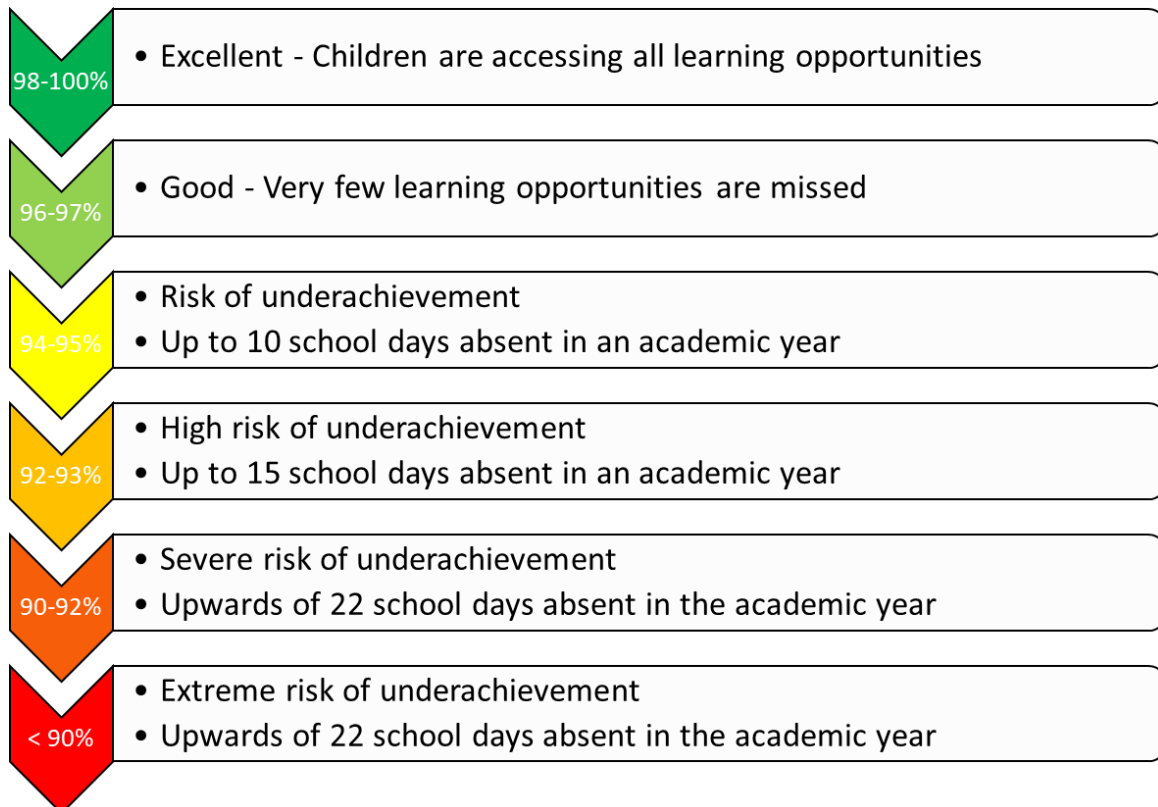 98-100%
• Excellent - Children are accessing all learning opportunities
96-97%
• Good - Very few learning opportunities are missed
94-95%
• Risk of underachievement
• Up to 10 school days absent in an academic year
92-93%
• High risk of underachievement
• Up to 15 school days absent in an academic year
90-92%
• Severe risk of underachievement
• Upwards of 22 school days absent in the academic year
< 90%
• Extreme risk of underachievement
• Upwards of 22 school days absent in the academic year